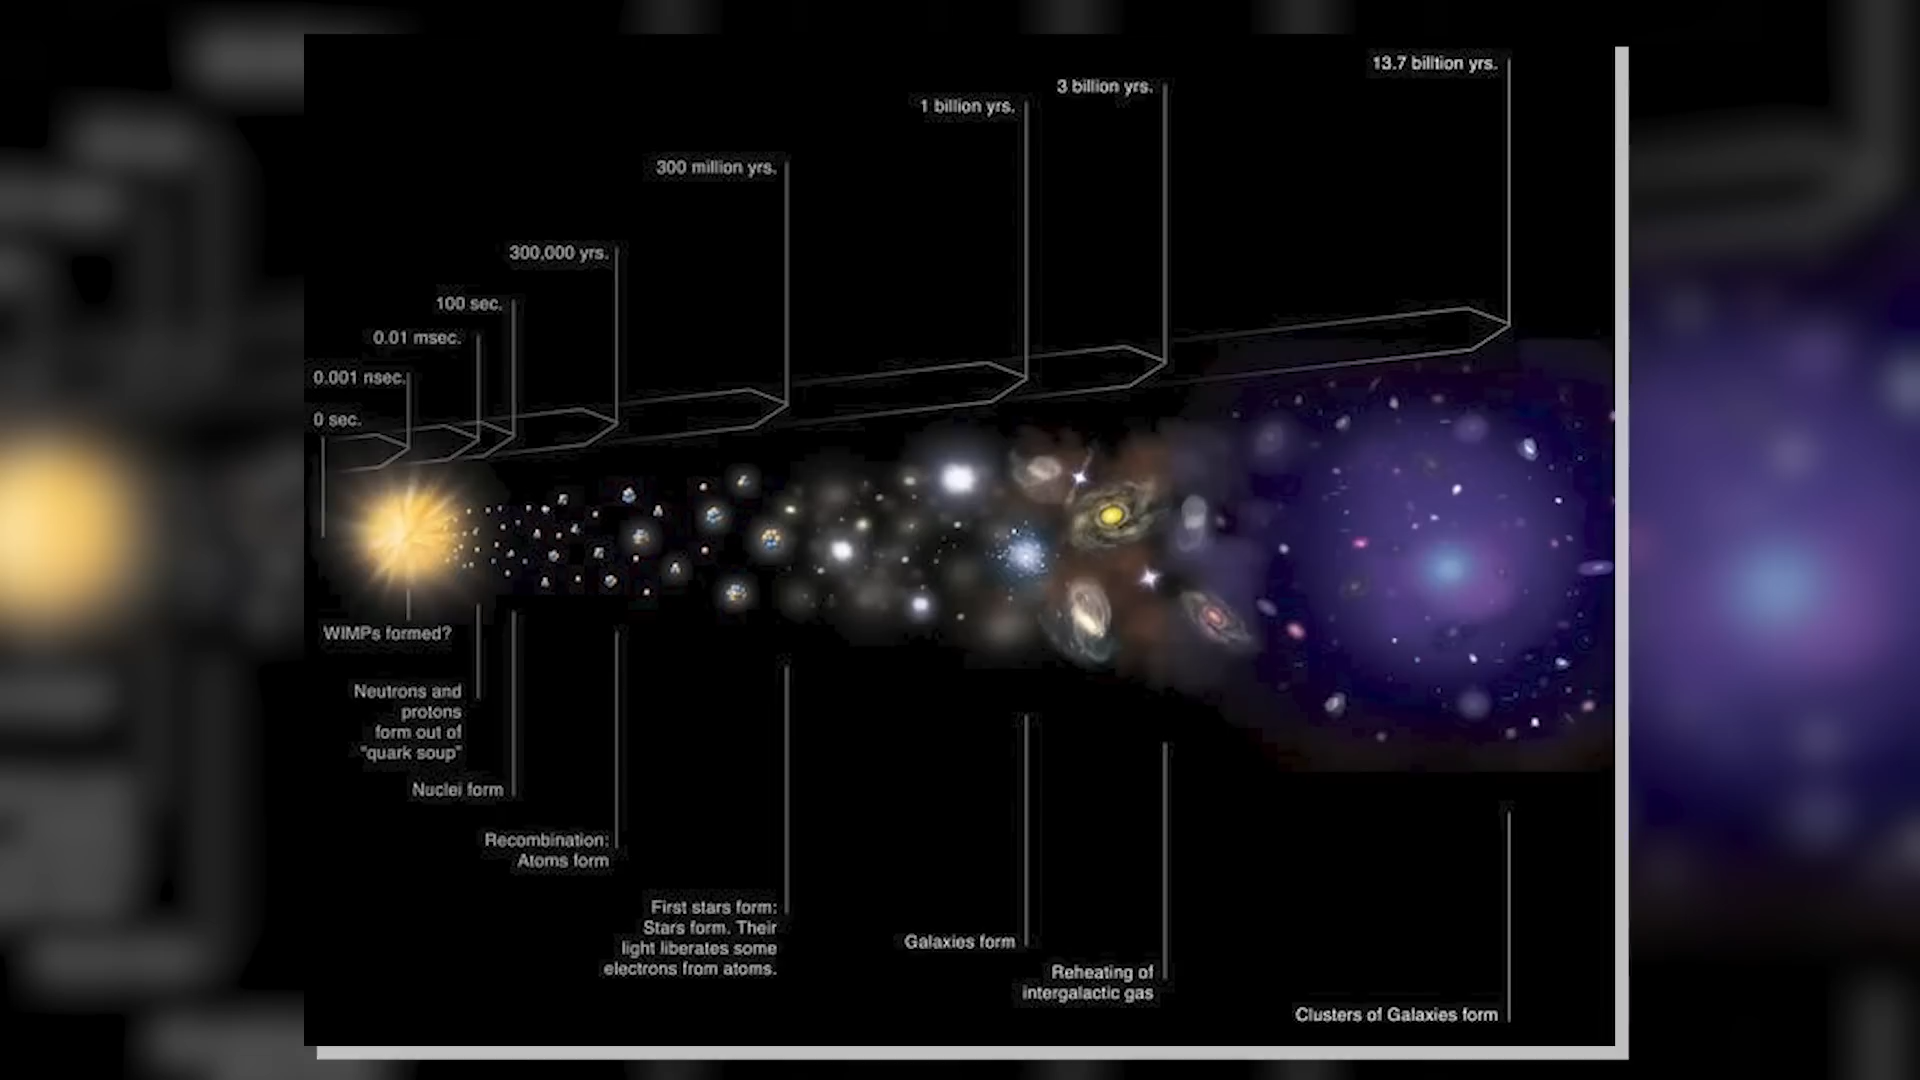 13.7 billion yrs.
3 billion yrs.
1 billion yrs.
300 million yrs.
300,000 yrs.
100 sec.
0.01 msec.
0.001 nsec.
0 sec.
WIMPs formed?
Neutrons and
protons
form out of
"quark soup"
Nuclei form
Recombination:
Atoms form
First stars form:
Stars form. Their
light liberates some
electrons from atoms.
Galaxies form
Reheating of
intergalactic gas
Clusters of Galaxies form